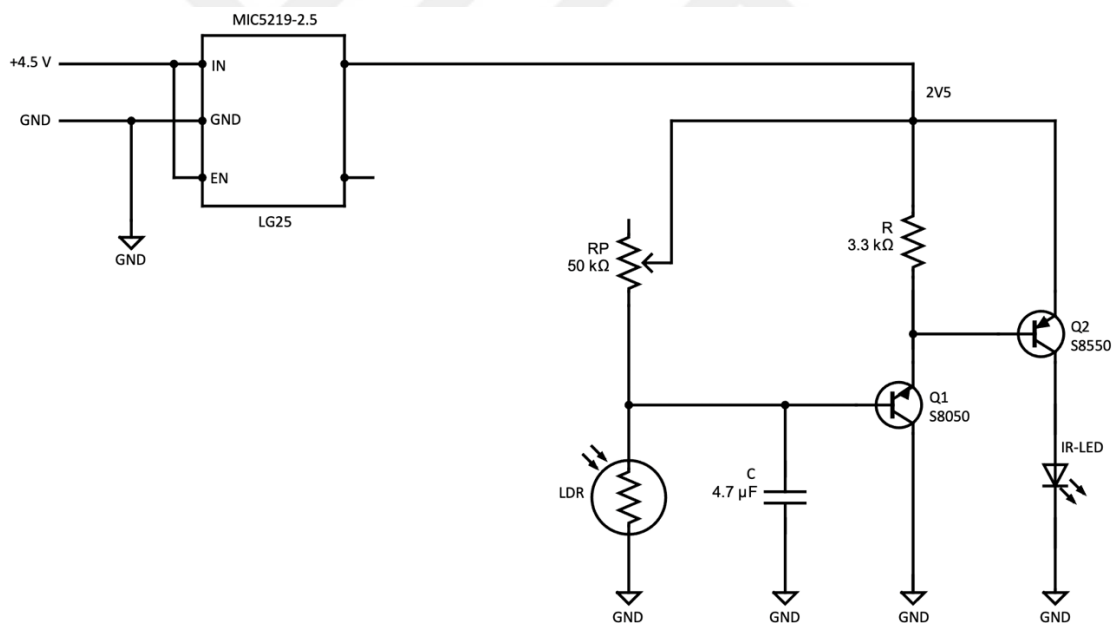 MIC5219-2.5
+4.5 V
IN
GND
GND
EN
LG25
GND
2V5
RP
50 kΩ
R
3.3 kΩ
Q2
S8550
Q1
S8050
IR-LED
LDR
C
4.7 µF
GND
GND
GND
GND